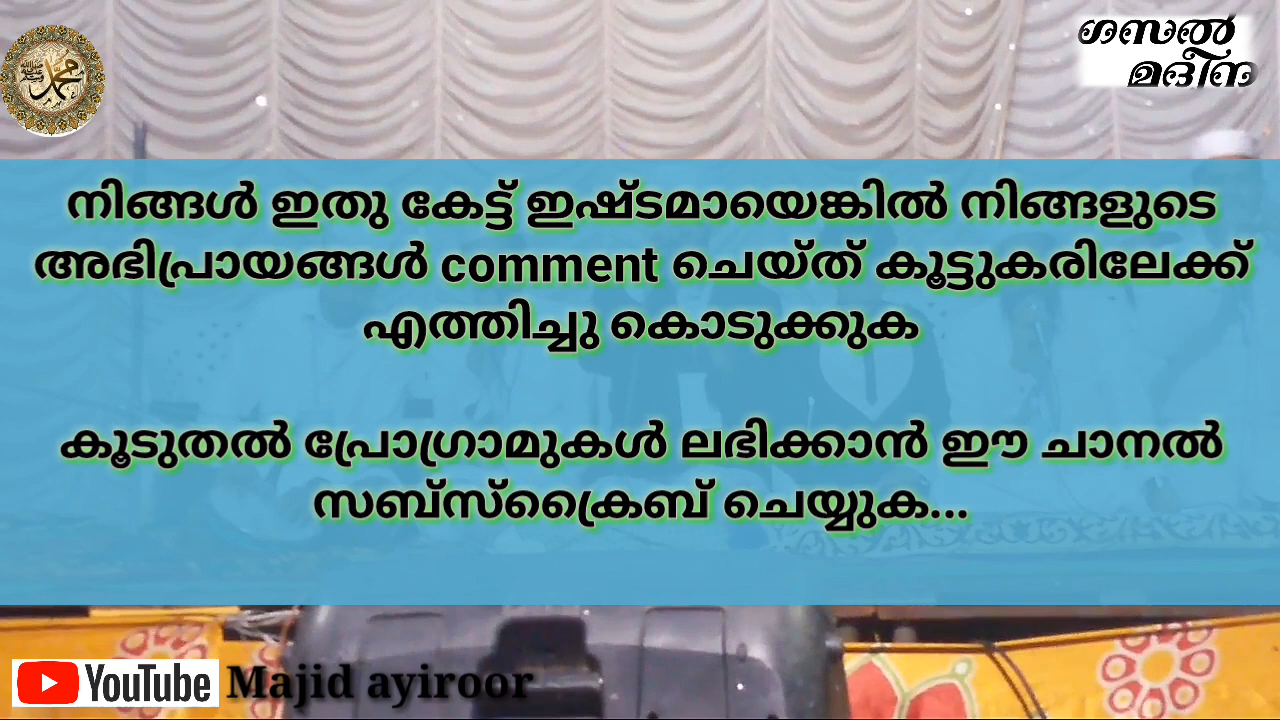 ഗസൽ
മദീന
നിങ്ങൾ ഇതു കേട്ട് ഇഷ്ടമായെങ്കിൽ നിങ്ങളുടെ
അഭിപ്രായങ്ങൾ comment ചെയ്ത് കൂട്ടുകരിലേക്ക്
എത്തിച്ചു കൊടുക്കുക
കൂടുതൽ പ്രോഗ്രാമുകൾ ലഭിക്കാൻ ഈ ചാനൽ
സബ്സ്ക്രൈബ് ചെയ്യുക...
YouTube Majid ayiroor